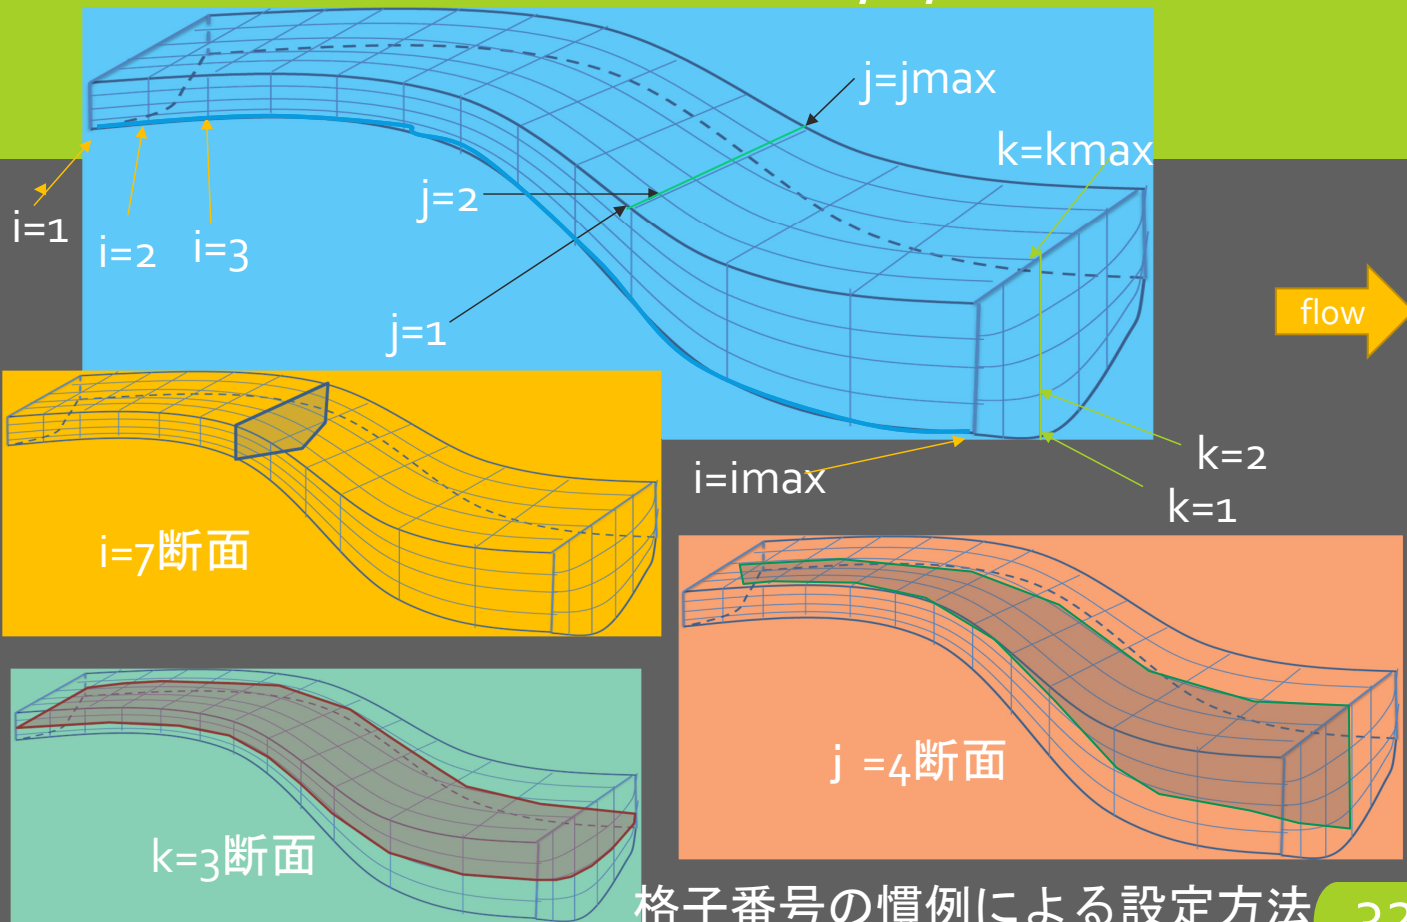 j=jmax
k=kmax
j=2
i=1
i=2
i=3
j=1
flow
k=2
i=imax
k=1
i=7断面
j =4断面
k=3断面
格子番号の慣例による設定方法